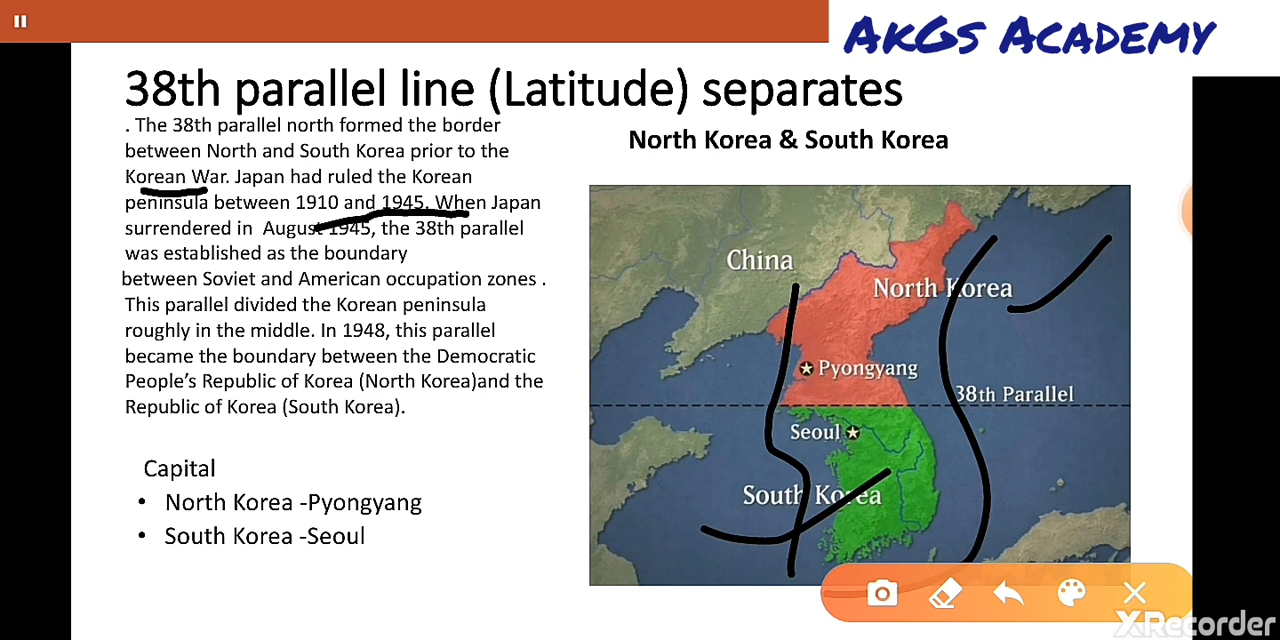 AkGs Academy
38th parallel line (Latitude) separates
. The 38th parallel north formed the border
between North and South Korea prior to the
Korean War. Japan had ruled the Korean
peninsula between 1910 and 1945. When Japan
surrendered in August 1945, the 38th parallel
was established as the boundary
between Soviet and American occupation zones .
This parallel divided the Korean peninsula
roughly in the middle. In 1948, this parallel
became the boundary between the Democratic
People's Republic of Korea (North Korea)and the
Republic of Korea (South Korea).
Capital
• North Korea -Pyongyang
• South Korea -Seoul
North Korea & South Korea
China
North Korea
Pyongyang
38th Parallel
Seoul
South Korea
XRecorder